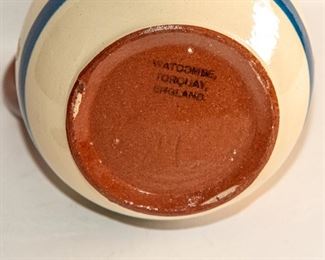 WATCOMBE,
TORQUAY,
ENGLAND.